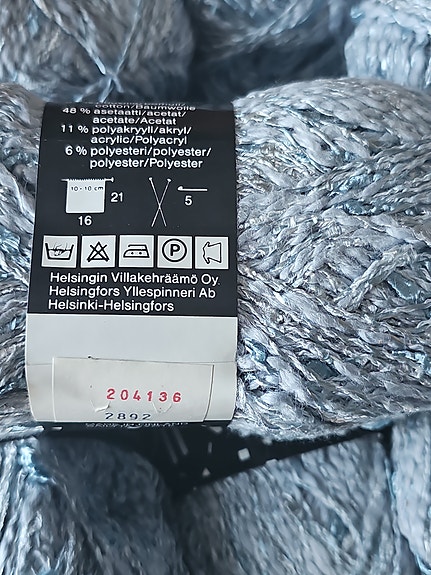 cotton/Baumwolle
48 % asetaatti/acetat/
acetate/Acetat
11 % polyakryyli/akryl/
acrylic/Polyacryl
6 % polyesteri/polyester/
polyester/Polyester
10 - 10 cm
21
5
16
P
Helsingin Villakehräämö Oy.
Helsingfors Yllespinneri Ab
Helsinki-Helsingfors
204136
2892